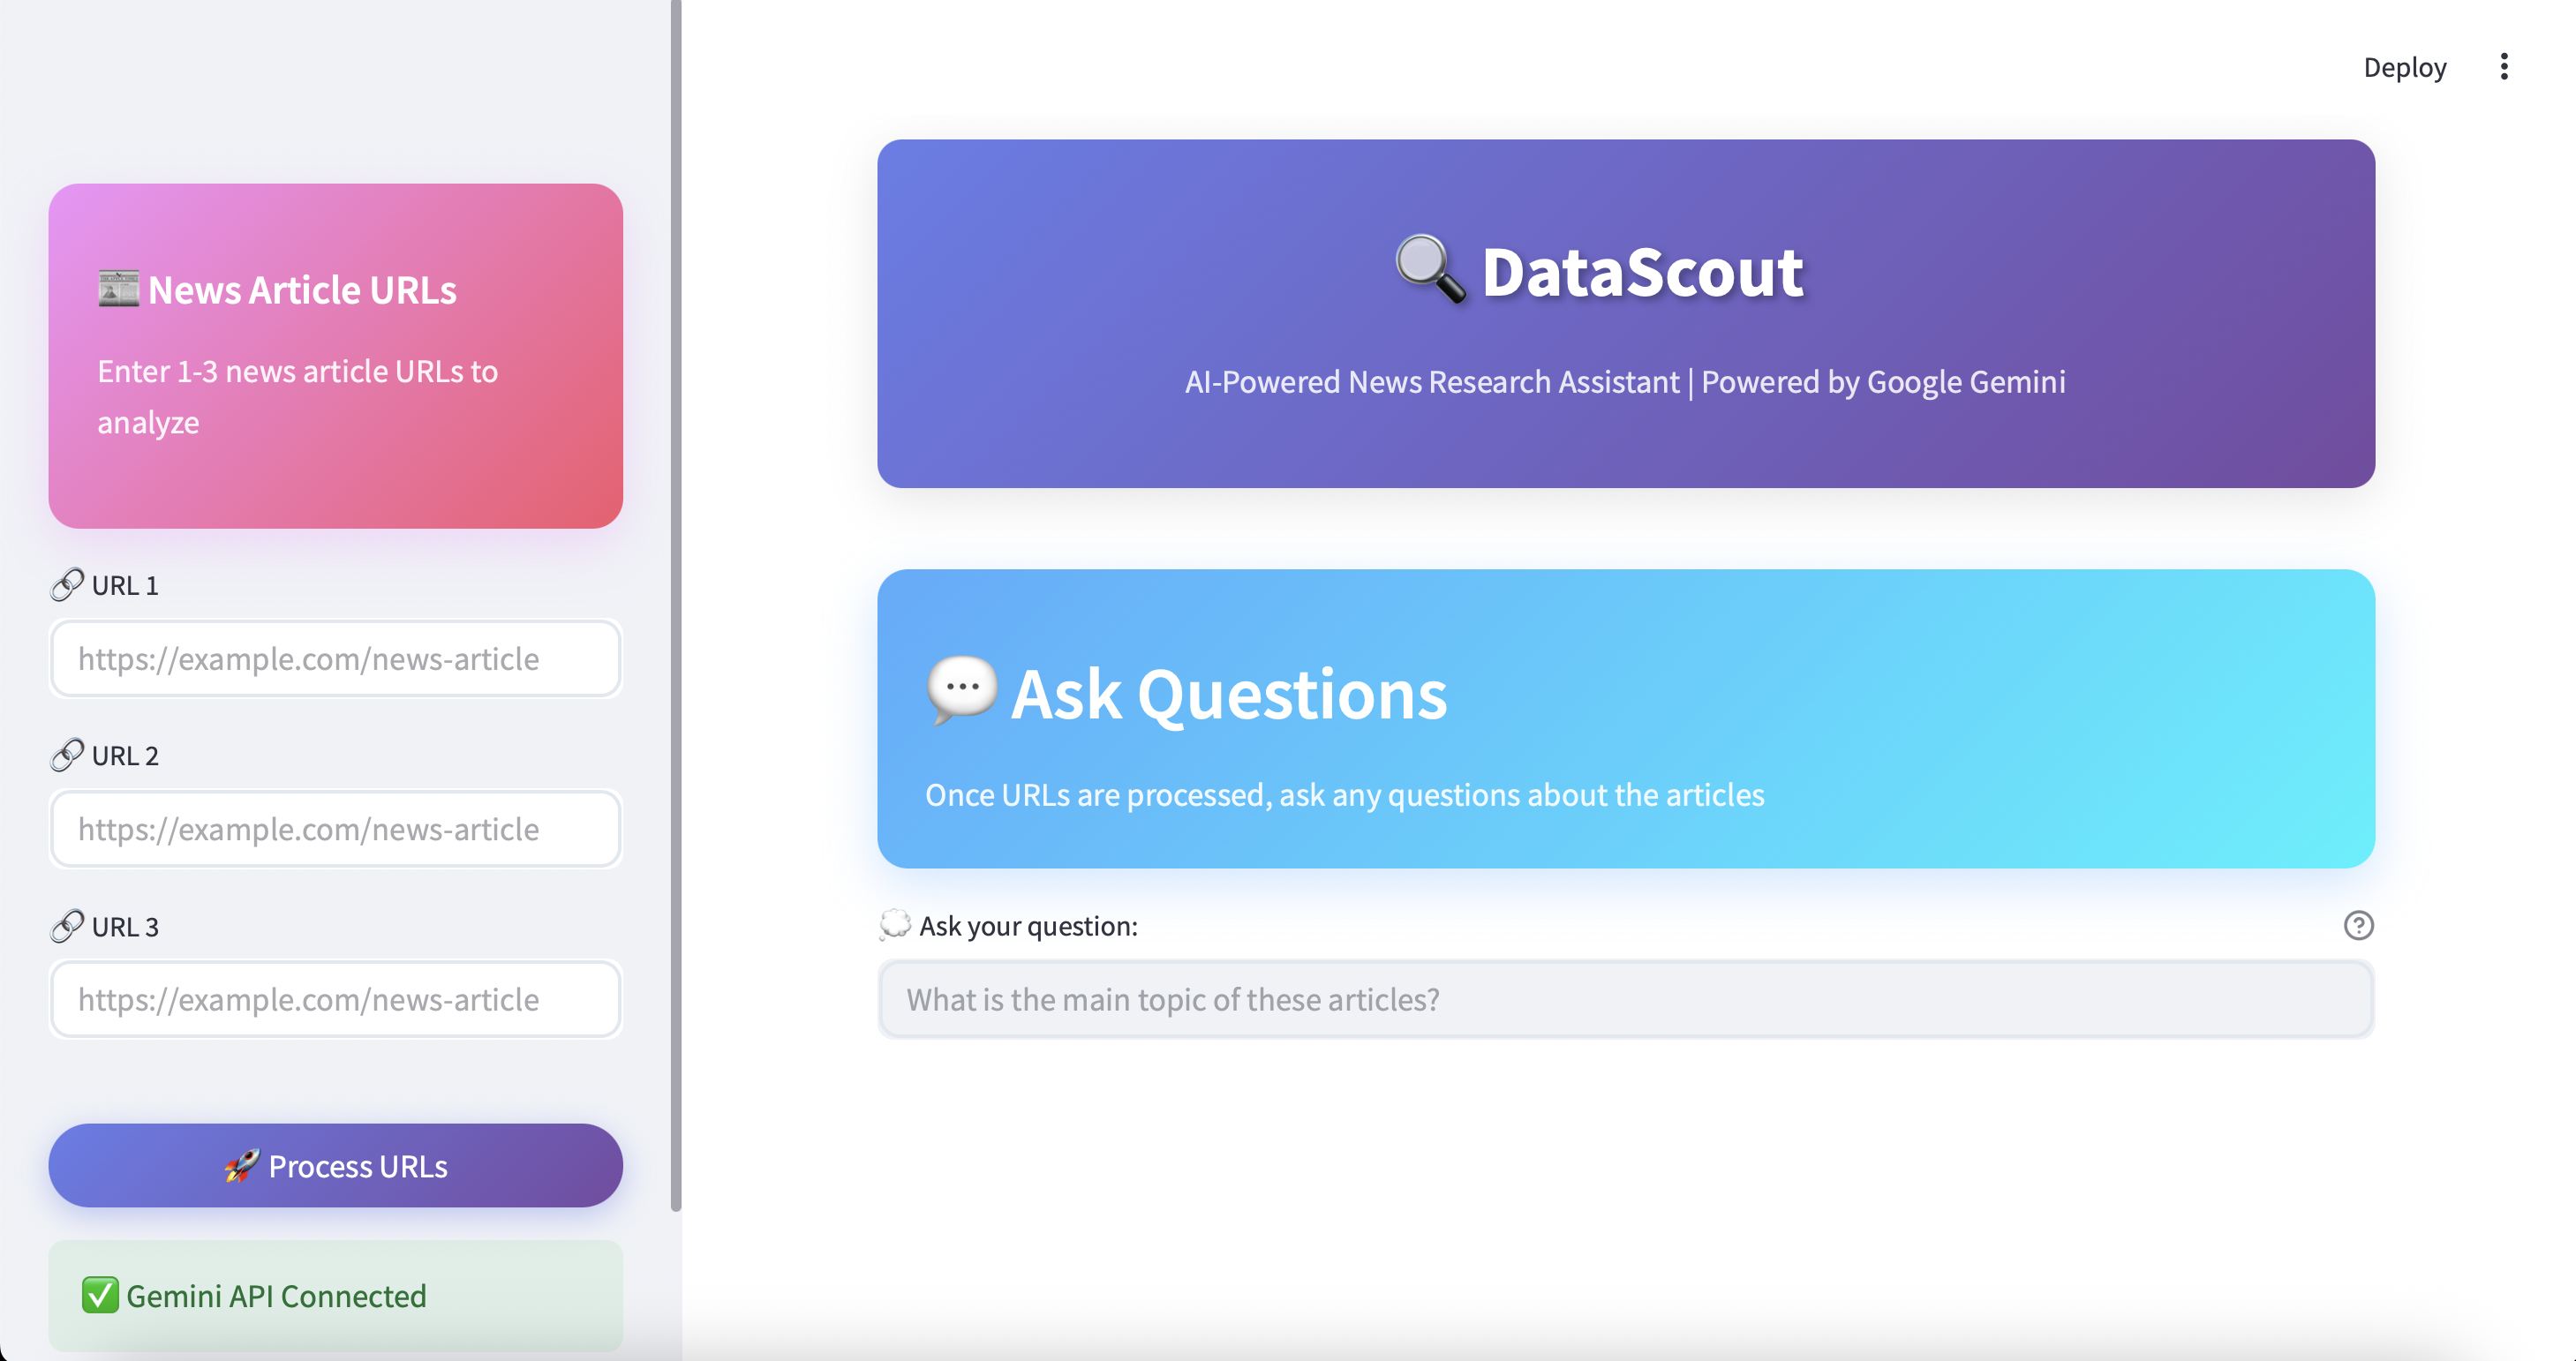 Deploy
📰 News Article URLs
Enter 1-3 news article URLs to
analyze
🔗 URL 1
https://example.com/news-article
🔗 URL 2
https://example.com/news-article
🔗 URL 3
https://example.com/news-article
🚀 Process URLs
✅ Gemini API Connected
🔍 DataScout
AI-Powered News Research Assistant | Powered by Google Gemini
💬 Ask Questions
Once URLs are processed, ask any questions about the articles
💭 Ask your question:
What is the main topic of these articles?